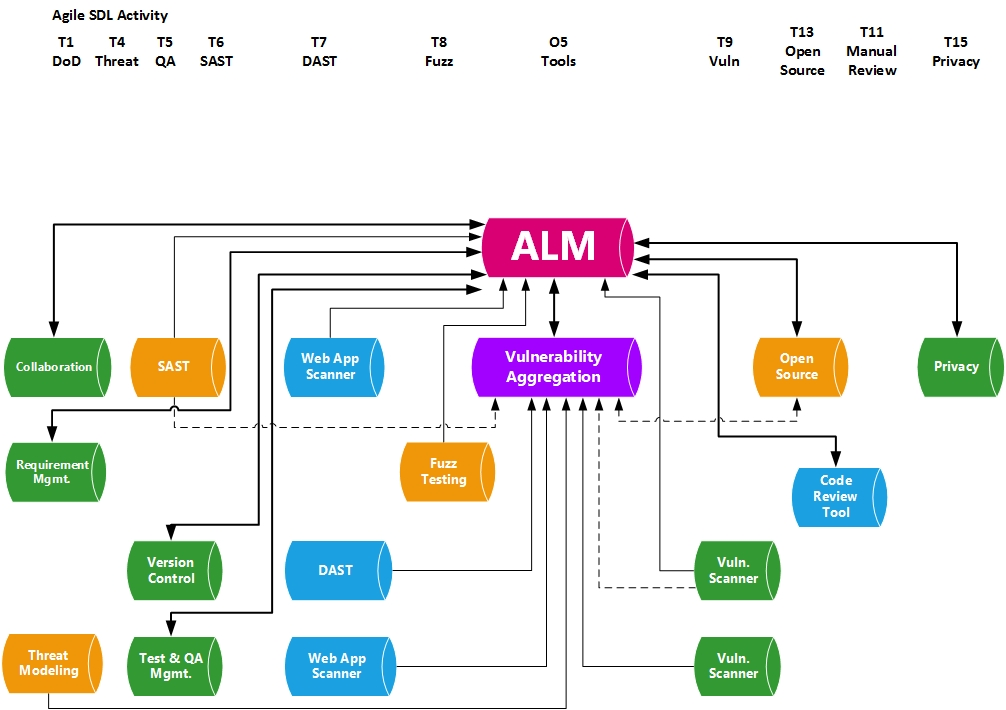 Agile SDL Activity
T1
DoD
T4
Threat
T5
QA
T6
SAST
T7
DAST
T8
Fuzz
O5
Tools
T9
Vuln
T13
Open
Source
T11
Manual
Review
T15
Privacy
ALM
Collaboration
SAST
Web App
Scanner
Vulnerability
Aggregation
Open
Source
Privacy
Requirement
Mgmt.
Fuzz
Testing
Code
Review
Tool
Version
Control
DAST
Vuln.
Scanner
Threat
Modeling
Test & QA
Mgmt.
Web App
Scanner
Vuln.
Scanner